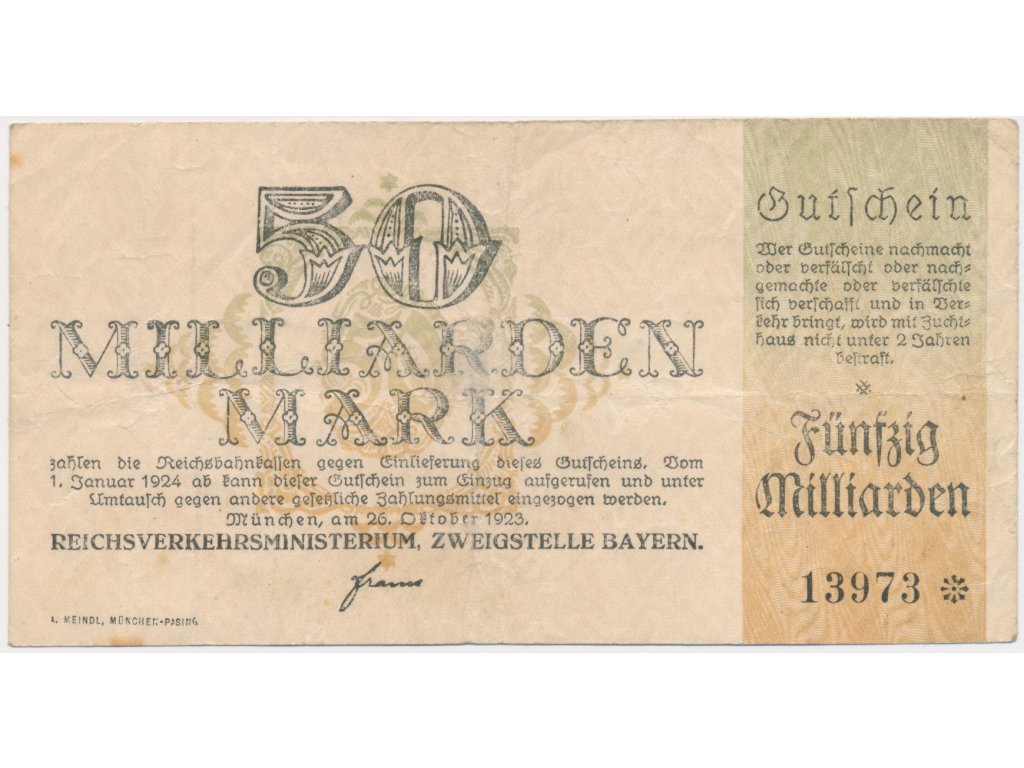 50
MILLIARDEN
MARK
zahlen die Reichsbahnkassen gegen Einlieferung dieses Gutscheins. Vom
1. Januar 1924 ab kann dieser Gutschein zum Einzug aufgerufen und unter
Umtausch gegen andere gesetzliche Zahlungsmittel eingezogen werden.
München, am 26. Oktober 1923.
REICHSVERKEHRSMINISTERIUM, ZWEIGSTELLE BAYERN.
A. MEINDL, MÜNCHEN-PASING
Gutschein
Wer Gutscheine nachmacht
oder verfälscht oder nach-
gemachte oder verfälschte
sich verschafft und in Ver-
kehr bringt, wird mit Zucht-
haus nicht unter 2 Jahren
bestraft.
Fünfzig
Milliarden
13973